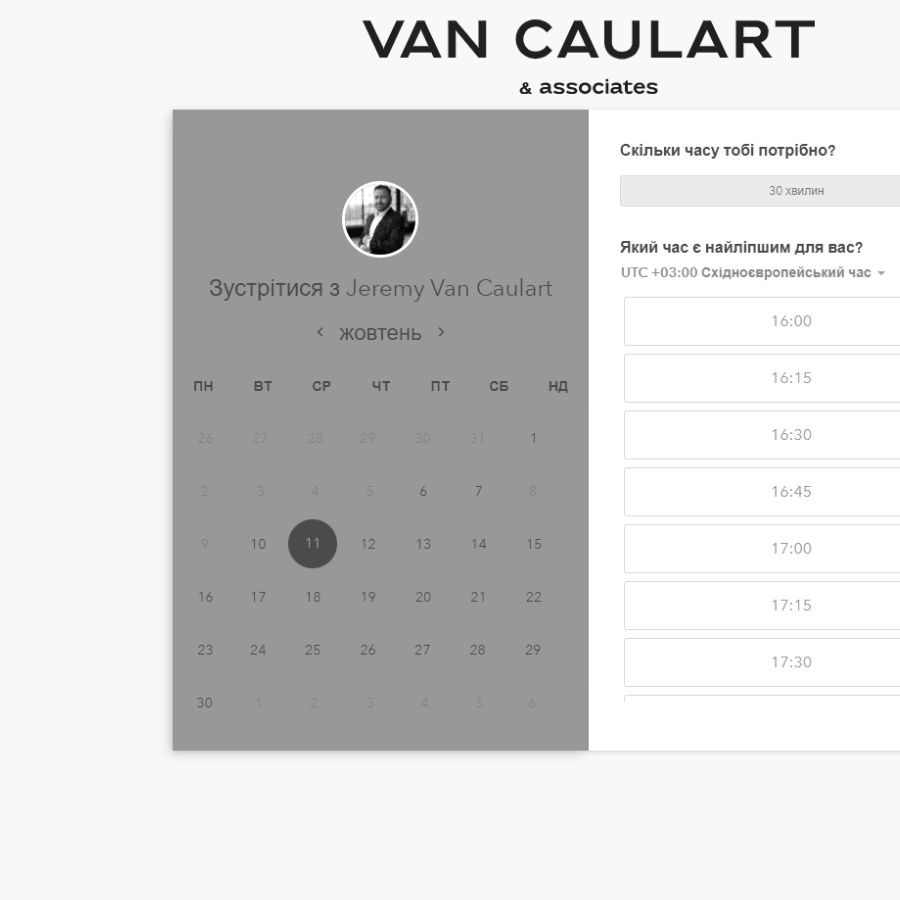 VAN CAULART
& associates
Зустрітися з Jeremy Van Caulart
жовтень
ПН ВТ СР ЧТ ПТ СБ НД
26 27 28 29 30 31 1
2 3 4 5 6 7 8
9 10 11 12 13 14 15
16 17 18 19 20 21 22
23 24 25 26 27 28 29
30 1 2 3 4 5 6
Скільки часу тобі потрібно?
30 хвилин
Який час є найліпшим для вас?
UTC +03:00 Східноєвропейський час
16:00
16:15
16:30
16:45
17:00
17:15
17:30